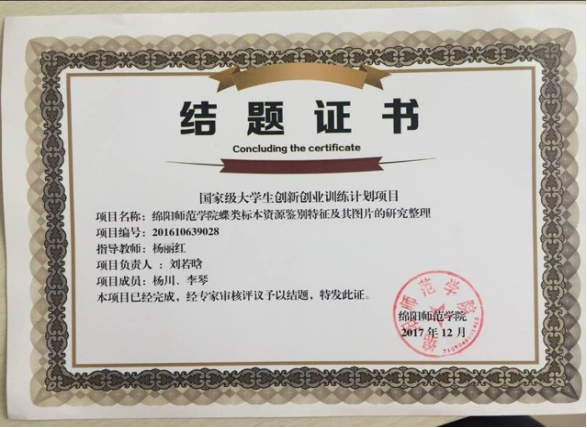 结题证书
Concluding the certificate
国家级大学生创新创业训练计划项目
项目名称：绵阳师范学院蝶类标本资源鉴别特征及其图片的研究整理
项目编号：201610639028
指导教师：杨丽红
项目负责人：刘若晗
项目成员：杨川、李琴
本项目已经完成，经专家审核评议予以结题，特发此证。
绵阳师范学院
2017年12月
绵阳师范学院